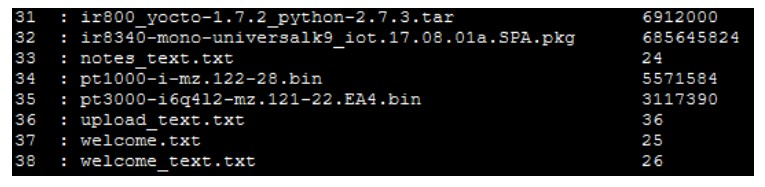 31 : ir800_yocto-1.7.2_python-2.7.3.tar 6912000
32 : ir8340-mono-universalk9_iot.17.08.01a.SPA.pkg 685645824
33 : notes_text.txt 24
34 : pt1000-i-mz.122-28.bin 5571584
35 : pt3000-i6q4l2-mz.121-22.EA4.bin 3117390
36 : upload_text.txt 36
37 : welcome.txt 25
38 : welcome_text.txt 26